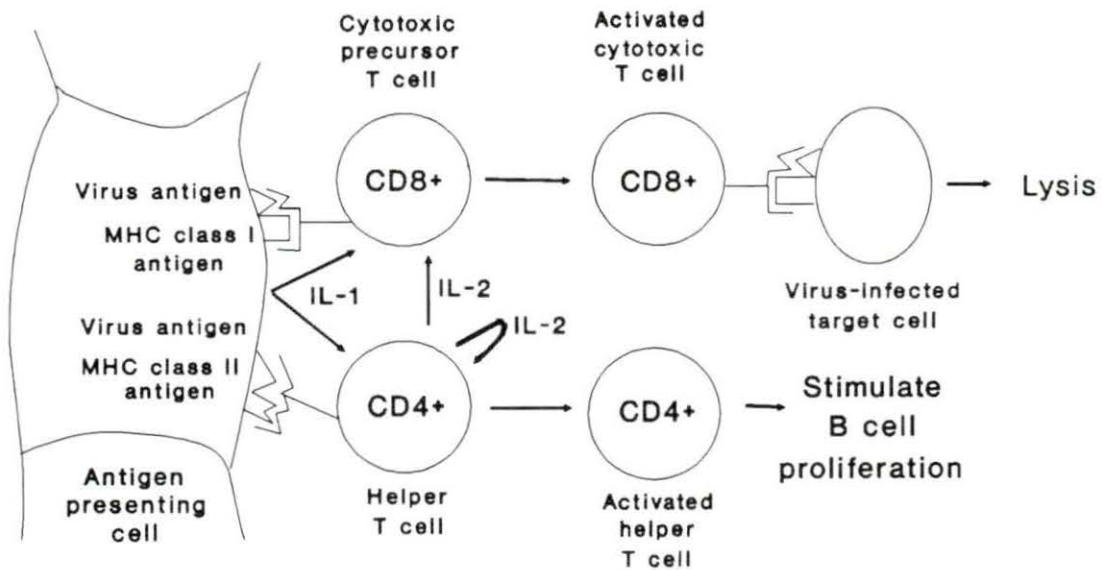 Cytotoxic
precursor
T cell
Activated
cytotoxic
T cell
CD8+
CD8+
Virus antigen
MHC class I
antigen
Lysis
IL-1
IL-2
IL-2
Virus-infected
target cell
Virus antigen
MHC class II
antigen
CD4+
CD4+
Stimulate
B cell
proliferation
Antigen
presenting
cell
Helper
T cell
Activated
helper
T cell